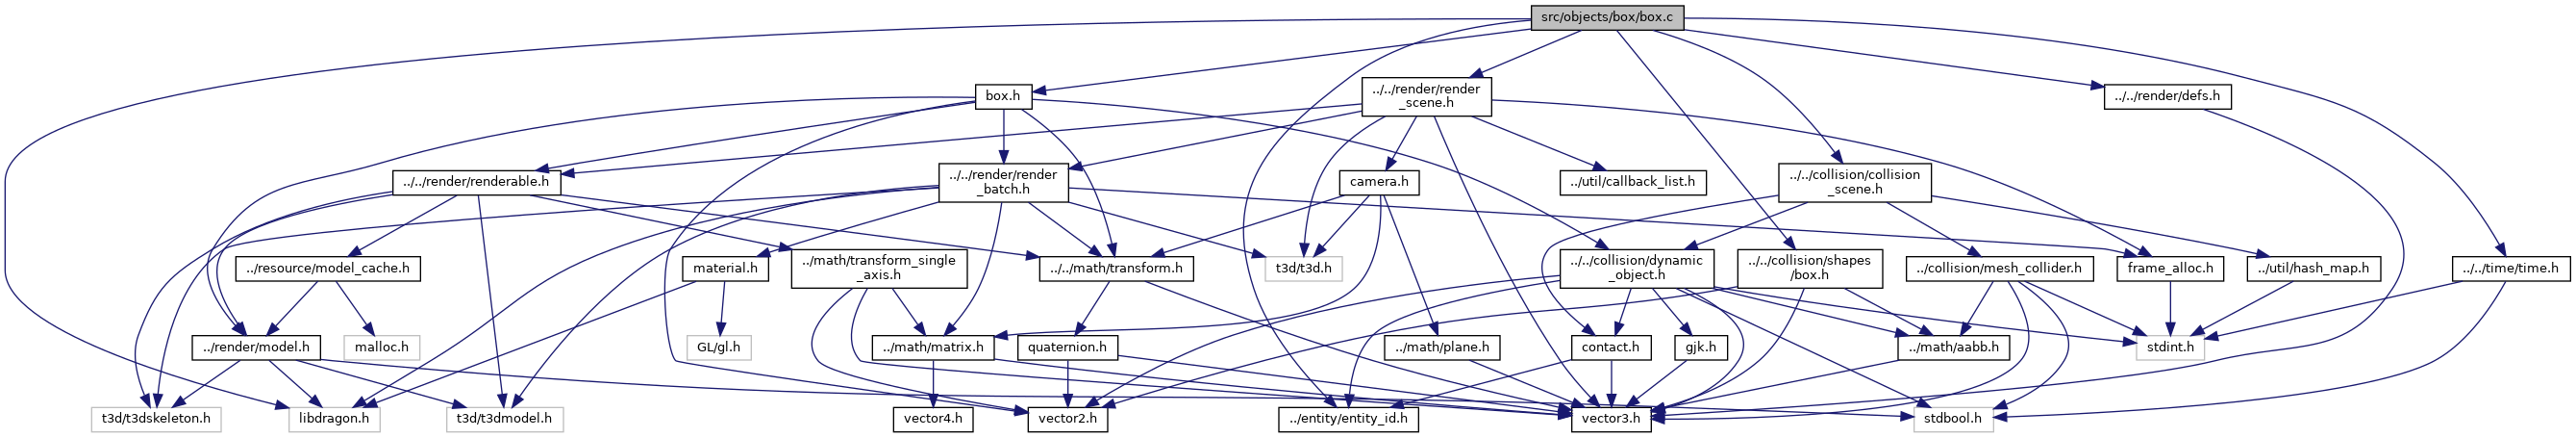 src/objects/box/box.c
box.h
../../render/render
_scene.h
../../render/defs.h
../../render/renderable.h
../../render/render
_batch.h
camera.h
../util/callback_list.h
../../collision/collision
_scene.h
../resource/model_cache.h
material.h
../math/transform_single
_axis.h
../../math/transform.h
t3d/t3d.h
../../collision/dynamic
_object.h
../../collision/shapes
/box.h
../collision/mesh_collider.h
frame_alloc.h
../util/hash_map.h
../../time/time.h
../render/model.h
malloc.h
GL/gl.h
../math/matrix.h
quaternion.h
../math/plane.h
contact.h
gjk.h
../math/aabb.h
stdint.h
t3d/t3dskeleton.h
libdragon.h
t3d/t3dmodel.h
vector4.h
vector2.h
../entity/entity_id.h
vector3.h
stdbool.h